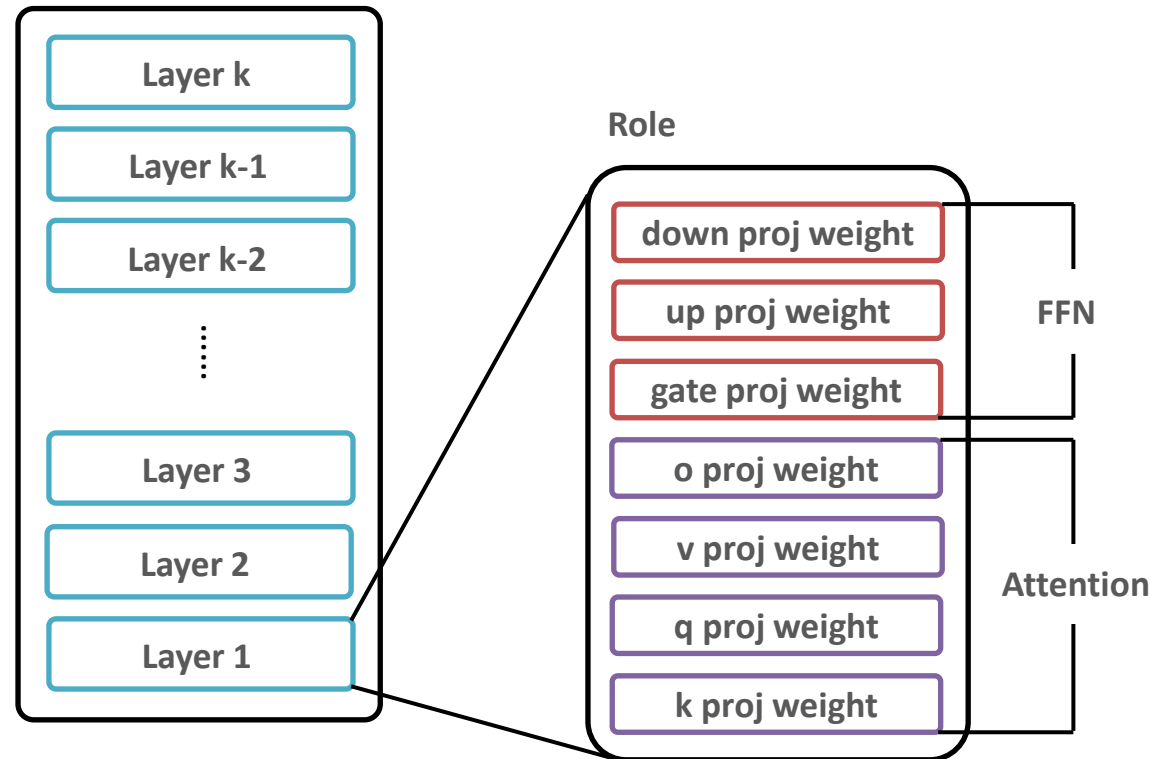 Layer k
Layer k-1
Layer k-2
......
Layer 3
Layer 2
Layer 1
Role
down proj weight
up proj weight
gate proj weight
o proj weight
v proj weight
q proj weight
k proj weight
FFN
Attention